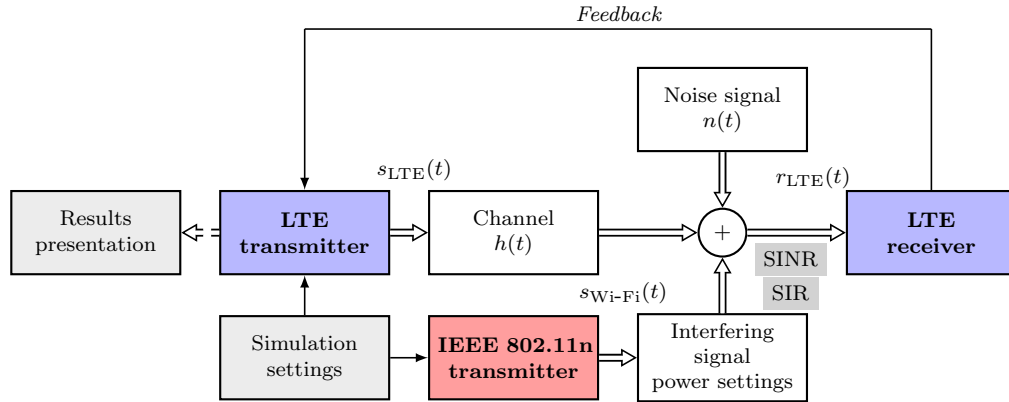 Feedback
Noise signal
n(t)
s_LTE(t)
r_LTE(t)
Results
presentation
LTE
transmitter
Channel
h(t)
+
LTE
receiver
SINR
SIR
s_Wi-Fi(t)
Simulation
settings
IEEE 802.11n
transmitter
Interfering
signal
power settings